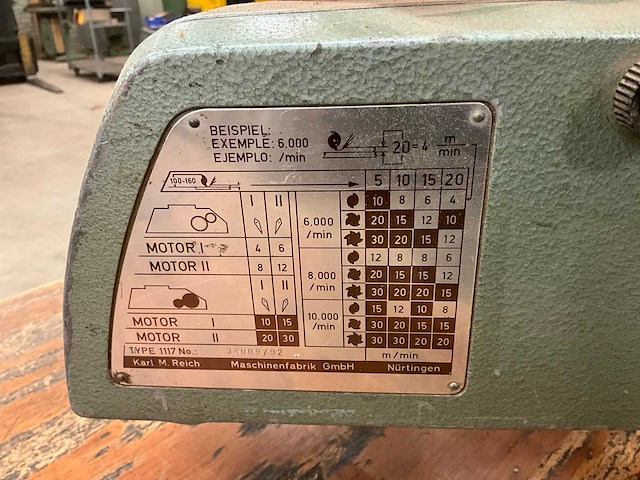 BEISPIEL:
EXEMPLE: 6.000
EJEMPLO: /min
20=4 m/min
100-160 5 10 15 20
I II
6.000 /min
10 8 6 4
20 15 12 10
30 20 15 12
MOTOR I 4 6
MOTOR II 8 12
8.000 /min
12 8 8 6
20 15 15 12
30 20 20 15
I II
10.000 /min
15 12 10 8
30 20 15 15
30 30 20 20
MOTOR I 10 15
MOTOR II 20 30
TYPE 1117 No.:
m/min
Karl M. Reich Maschinenfabrik GmbH Nürtingen